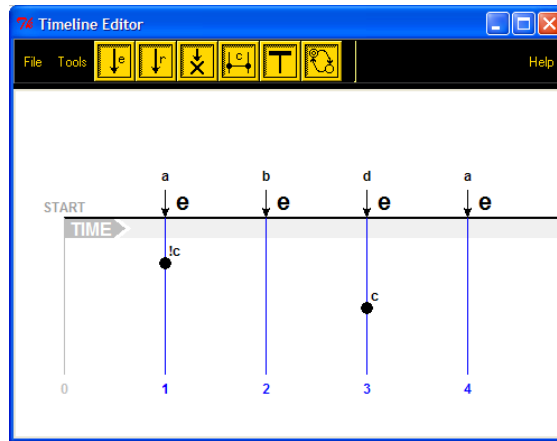 Timeline Editor
File Tools e r c T Help
a b d a
e e e e
START
TIME
!c
c
0 1 2 3 4